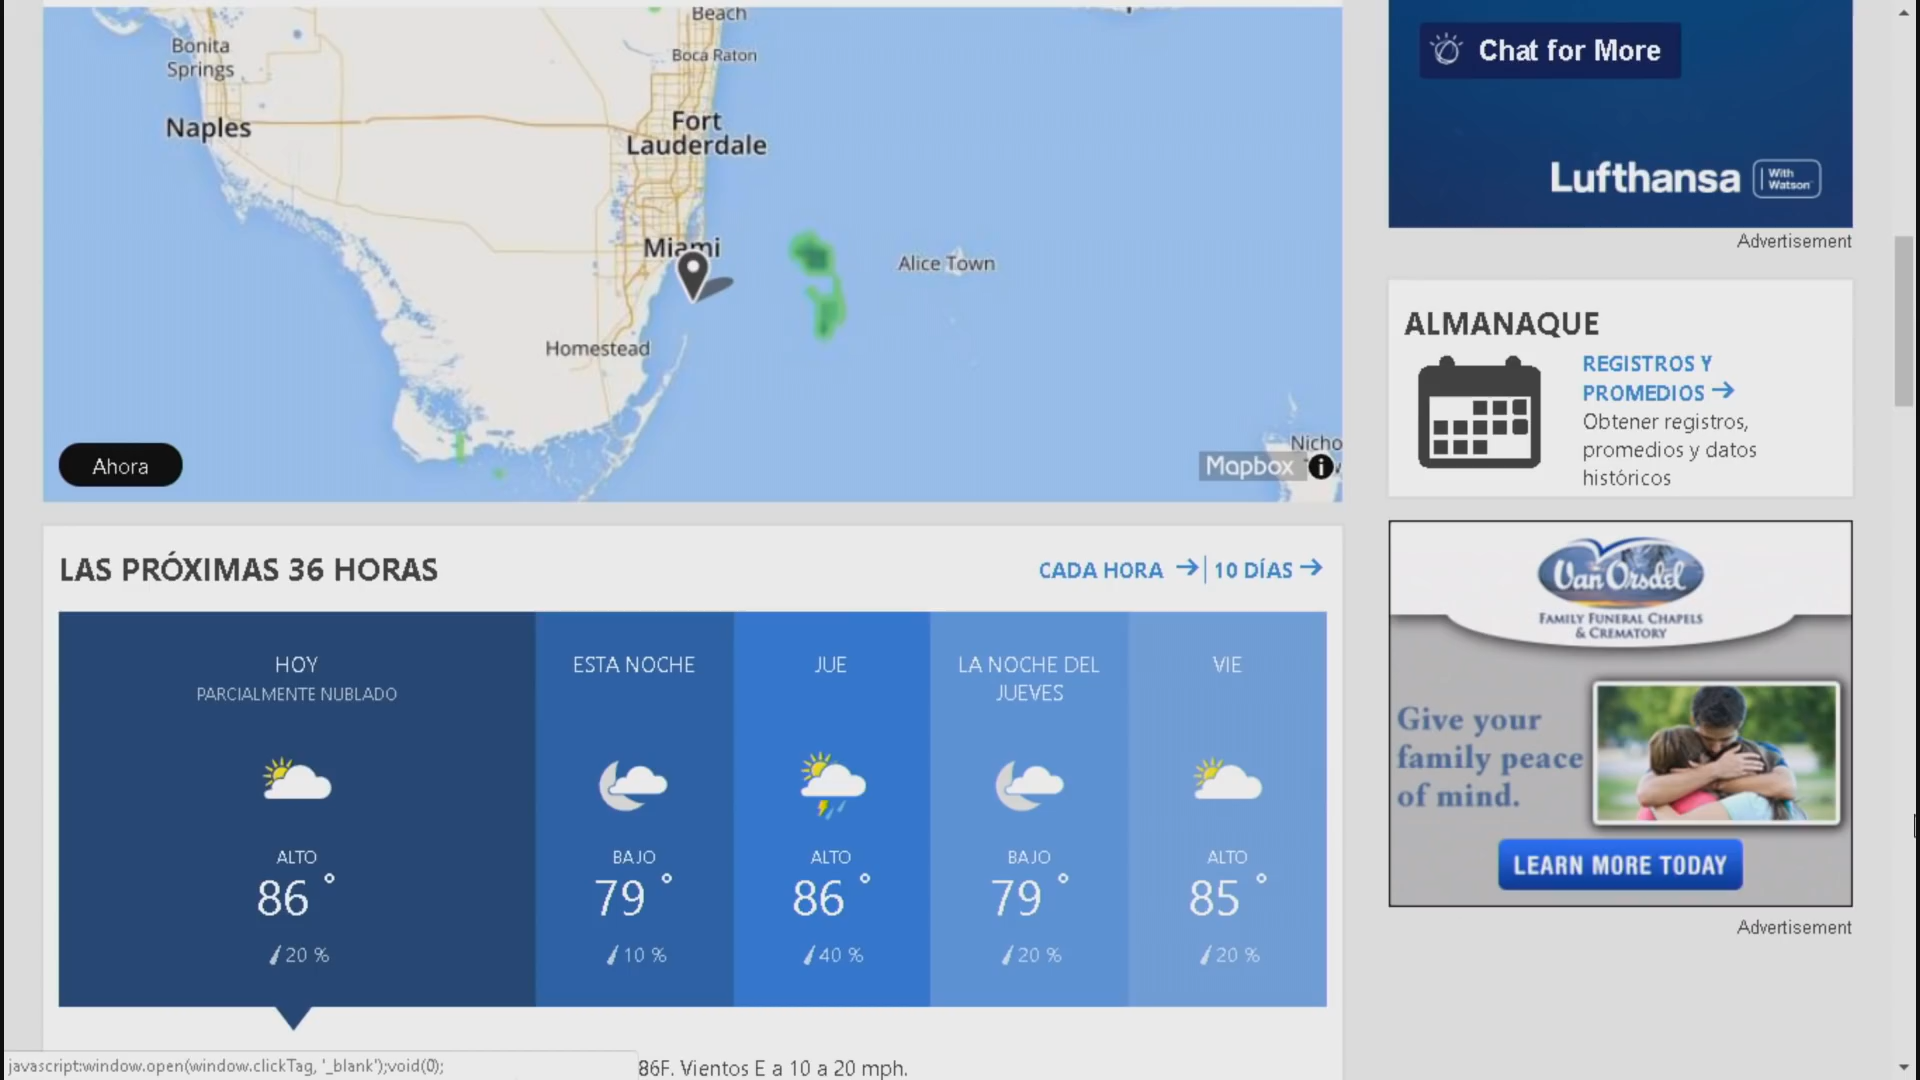 Beach
Bonita
Springs
Boca Raton
Naples
Fort
Lauderdale
Miami
Alice Town
Homestead
Ahora
Mapbox
Nicho
Chat for More
Lufthansa
With
Watson
Advertisement
ALMANAQUE
REGISTROS Y
PROMEDIOS →
Obtener registros,
promedios y datos
históricos
LAS PRÓXIMAS 36 HORAS
CADA HORA → | 10 DÍAS →
HOY
PARCIALMENTE NUBLADO
ALTO
86°
20 %
ESTA NOCHE
BAJO
79°
10 %
JUE
ALTO
86°
40 %
LA NOCHE DEL
JUEVES
BAJO
79°
20 %
VIE
ALTO
85°
20 %
Van Orsdel
FAMILY FUNERAL CHAPELS
& CREMATORY
Give your
family peace
of mind.
LEARN MORE TODAY
Advertisement
javascript:window.open(window.clickTag, '_blank');void(0);
86F. Vientos E a 10 a 20 mph.